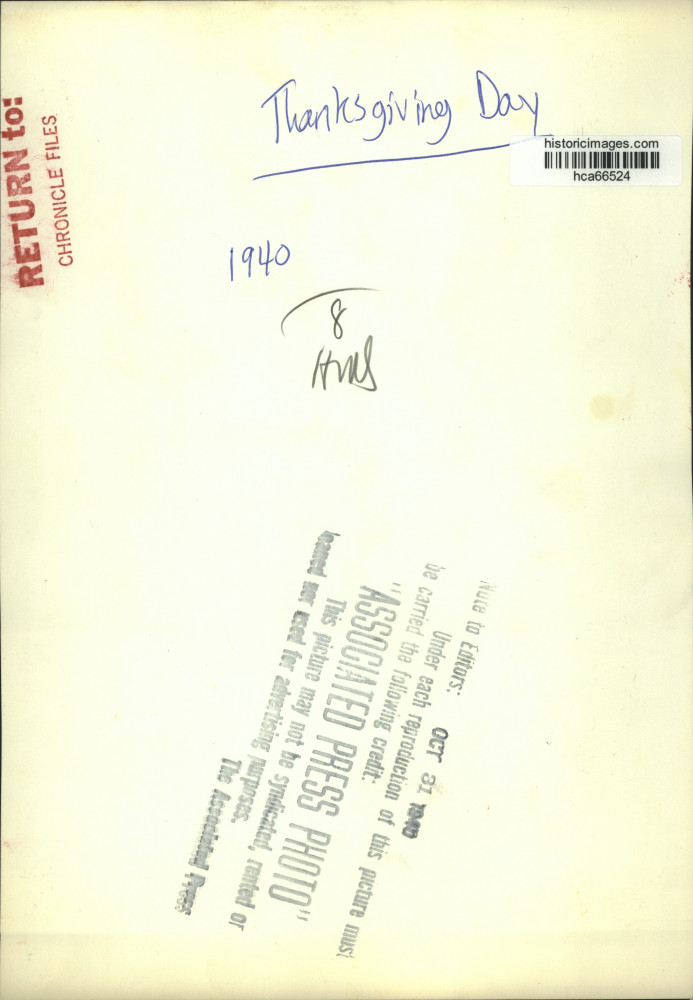 Thanksgiving Day
historicimages.com
hca66524
RETURN to:
CHRONICLE FILES
1940
8
Note to Editors: OCT 31 1940
Under each reproduction of this picture must
be carried the following credit:
"ASSOCIATED PRESS PHOTO"
This picture may not be syndicated, rented or
loaned nor used for advertising purposes.
The Associated Press